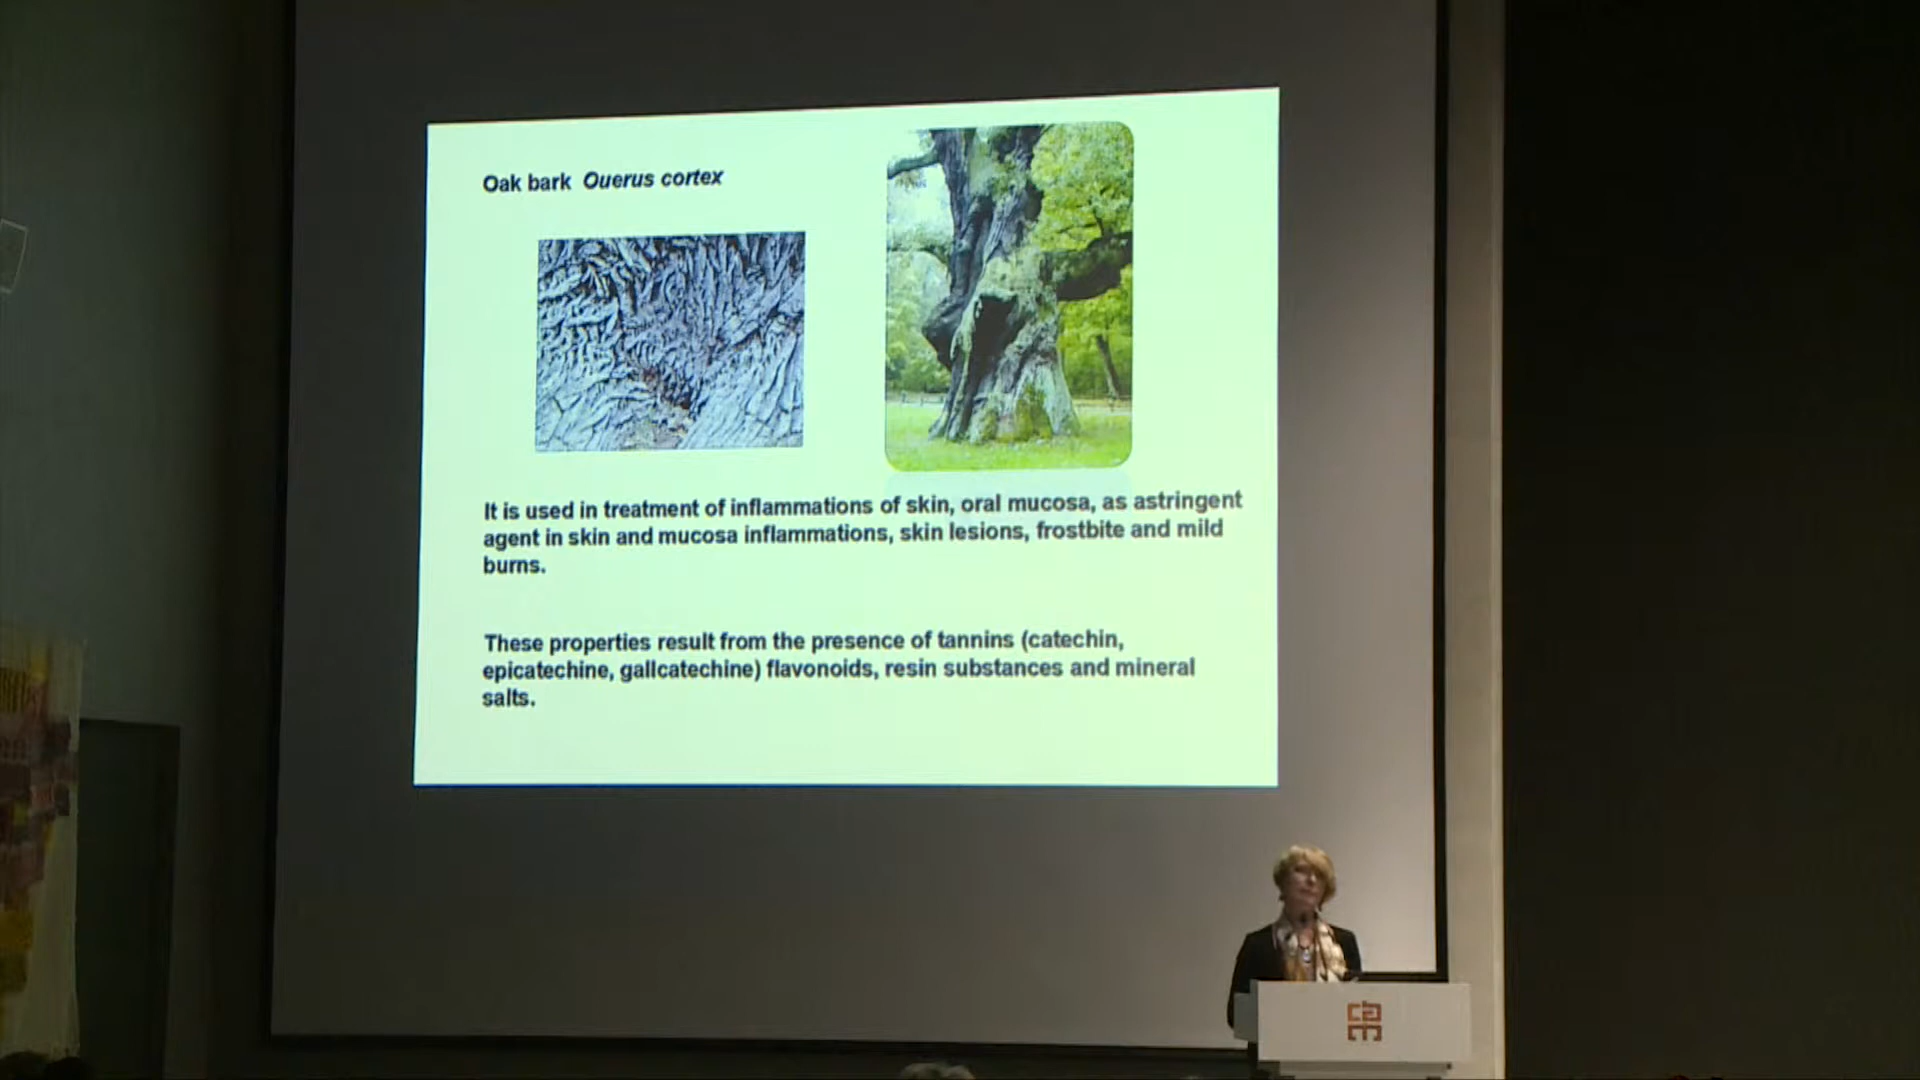 Oak bark Ouerus cortex
It is used in treatment of inflammations of skin, oral mucosa, as astringent
agent in skin and mucosa inflammations, skin lesions, frostbite and mild
burns.
These properties result from the presence of tannins (catechin,
epicatechine, gallcatechine) flavonoids, resin substances and mineral
salts.